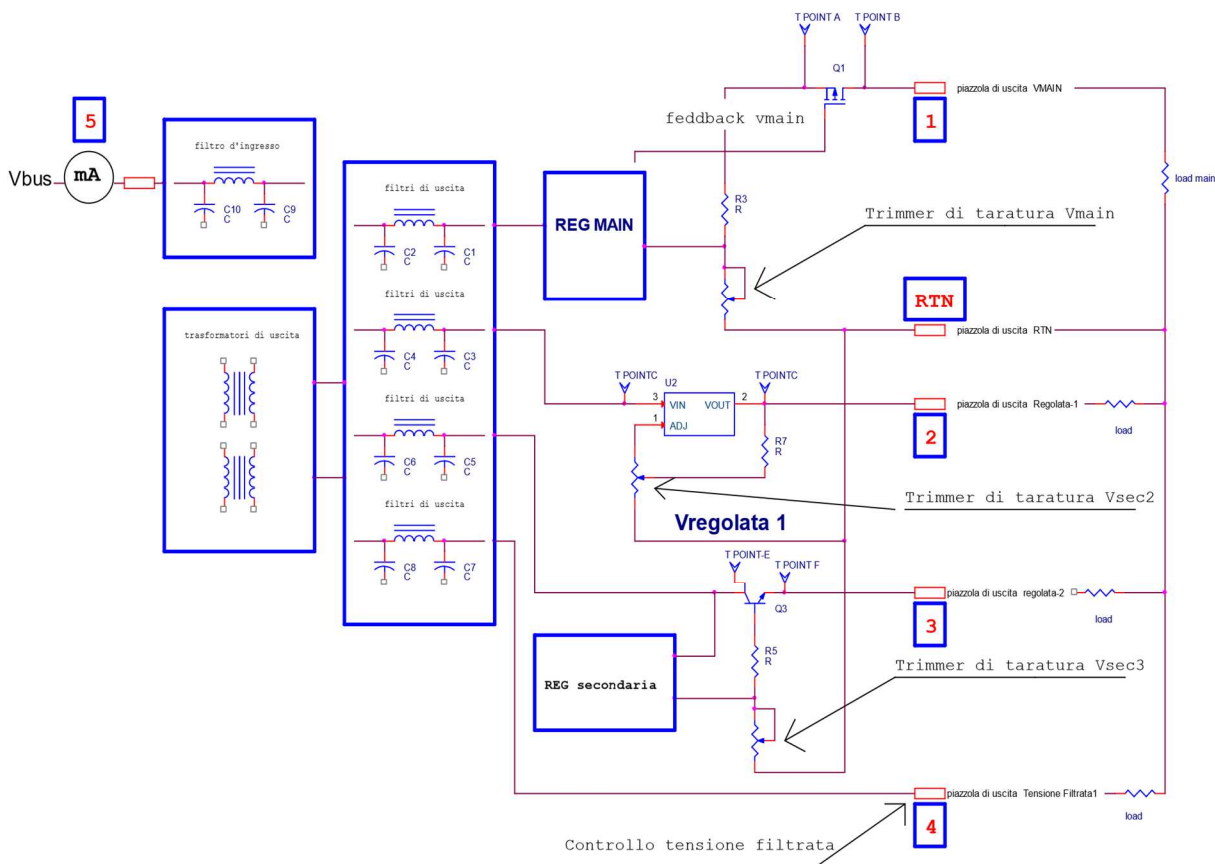 T POINT A
T POINT B
Q1
5
filtro d'ingresso
feddback vmain
piazzola di uscita VMAIN
1
Vbus
mA
C10
C
C9
C
filtri di uscita
REG MAIN
R3
R
load main
Trimmer di taratura Vmain
C2
C
C1
C
RTN
filtri di uscita
trasformatori di uscita
piazzola di uscita RTN
C4
C
C3
C
T POINTC
U2
T POINTC
3
VIN
VOUT
2
1
ADJ
piazzola di uscita Regolata-1
load
2
filtri di uscita
R7
R
C6
C
C5
C
Trimmer di taratura Vsec2
filtri di uscita
Vregolata 1
T POINT-E
T POINT F
C8
C
C7
C
Q3
piazzola di uscita regolata-2
load
3
R5
R
REG secondaria
Trimmer di taratura Vsec3
piazzola di uscita Tensione Filtrata1
load
4
Controllo tensione filtrata